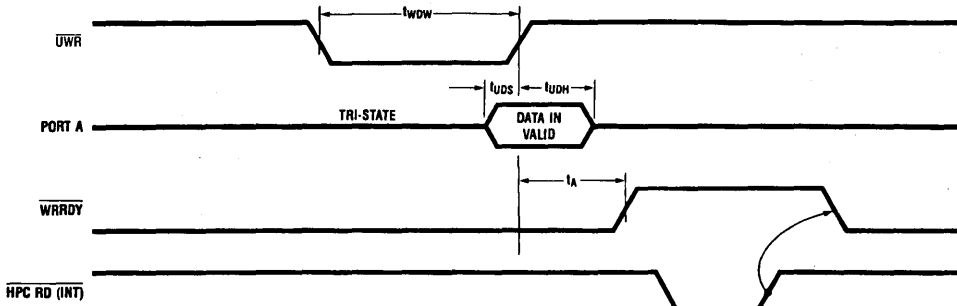 tWDW
UWR
tUDS
tUDH
TRI-STATE
DATA IN
VALID
PORT A
tA
WRRDY
HPC RD (INT)